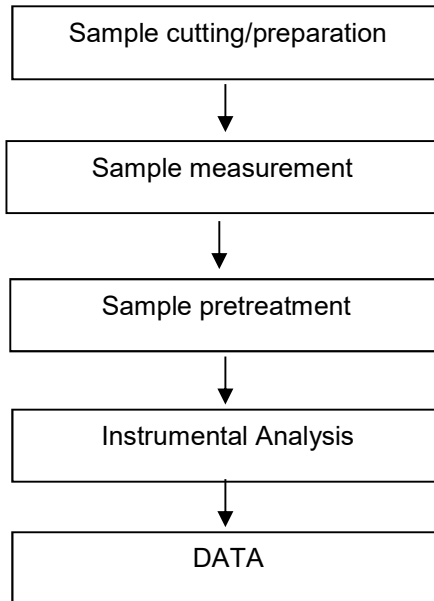 Sample cutting/preparation
Sample measurement
Sample pretreatment
Instrumental Analysis
DATA